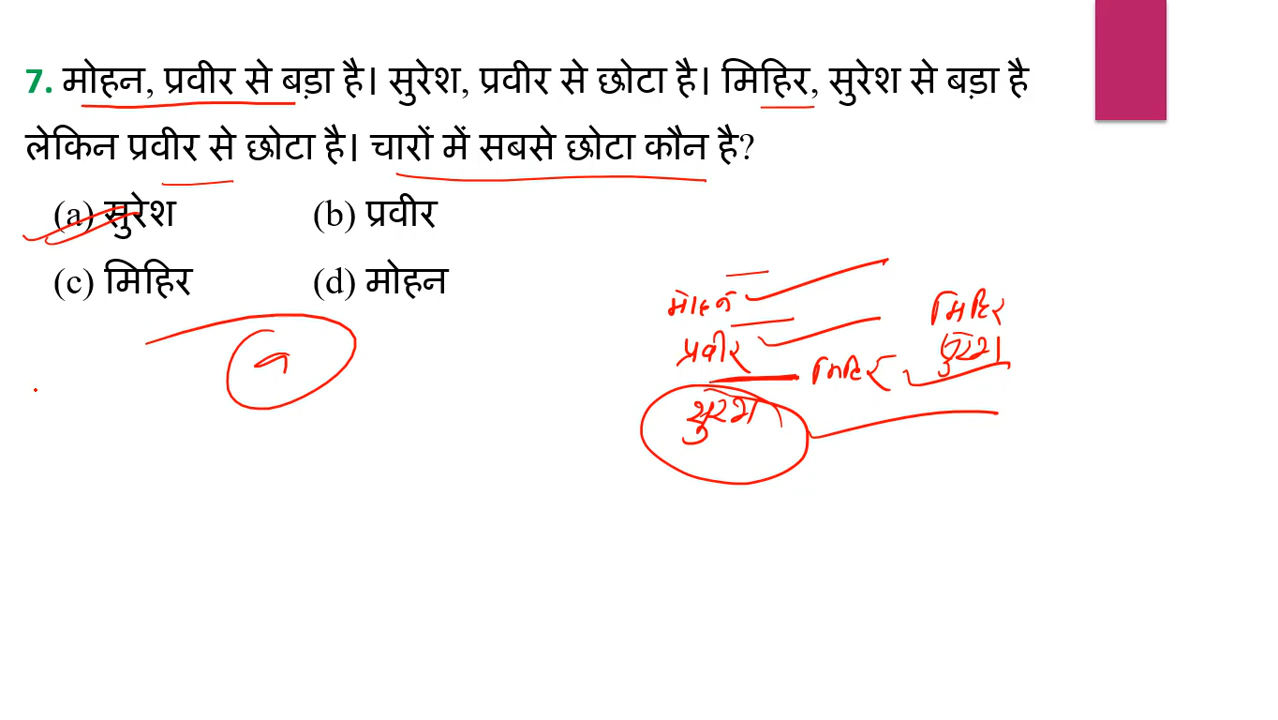 7. मोहन, प्रवीर से बड़ा है। सुरेश, प्रवीर से छोटा है। मिहिर, सुरेश से बड़ा है
लेकिन प्रवीर से छोटा है। चारों में सबसे छोटा कौन है?
(a) सुरेश (b) प्रवीर
(c) मिहिर (d) मोहन
मोहन
प्रवीर
मिहिर
सुरेश
मिहिर
सुरेश